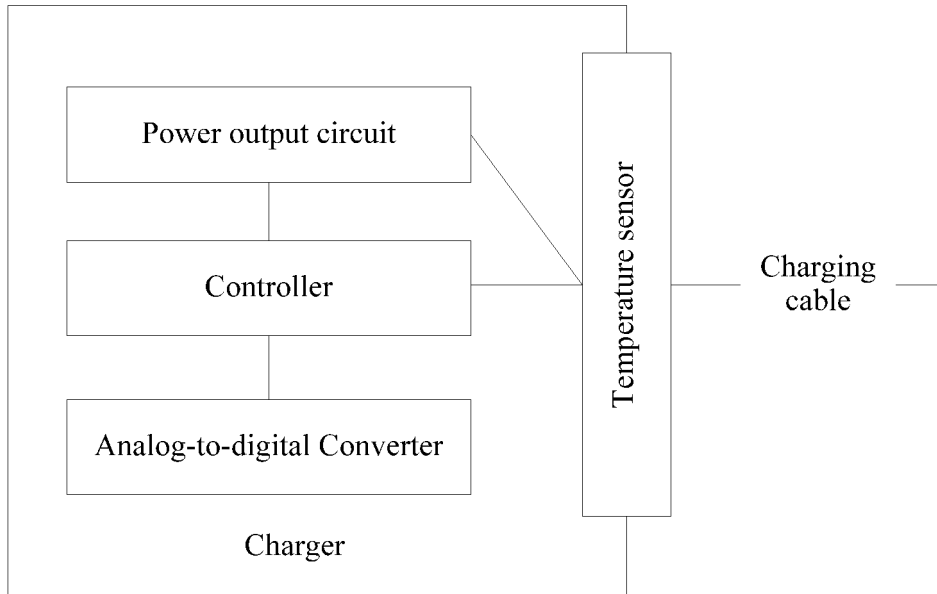 Power output circuit
Controller
Analog-to-digital Converter
Charger
Temperature sensor
Charging
cable